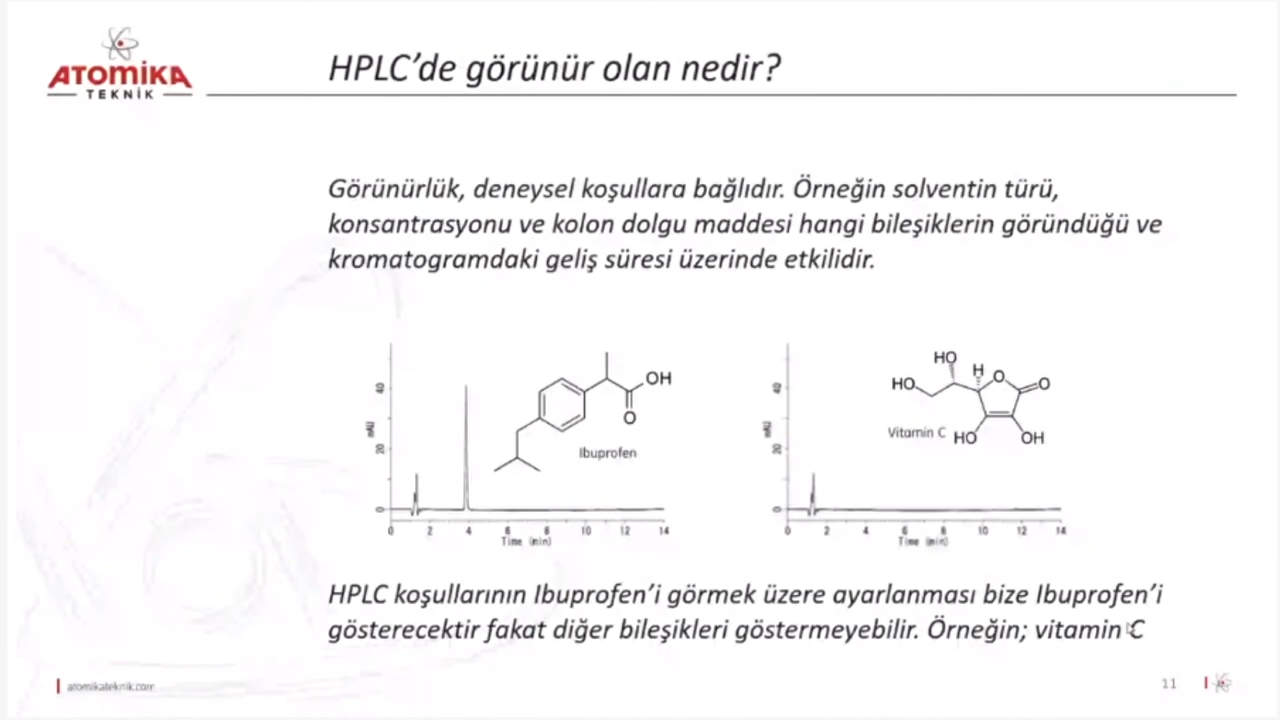 ATOMİKA
TEKNİK
HPLC'de görünür olan nedir?
Görünürlük, deneysel koşullara bağlıdır. Örneğin solventin türü,
konsantrasyonu ve kolon dolgu maddesi hangi bileşiklerin göründüğü ve
kromatogramdaki geliş süresi üzerinde etkilidir.
mAU
40
20
0
0 2 4 6 8 10 12 14
Time (min)
OH
O
Ibuprofen
mAU
40
20
0
0 2 4 6 8 10 12 14
Time (min)
HO
HO
H
O
O
Vitamin C
HO
OH
HPLC koşullarının Ibuprofen'i görmek üzere ayarlanması bize Ibuprofen'i
gösterecektir fakat diğer bileşikleri göstermeyebilir. Örneğin; vitamin C
atomikateknik.com
11